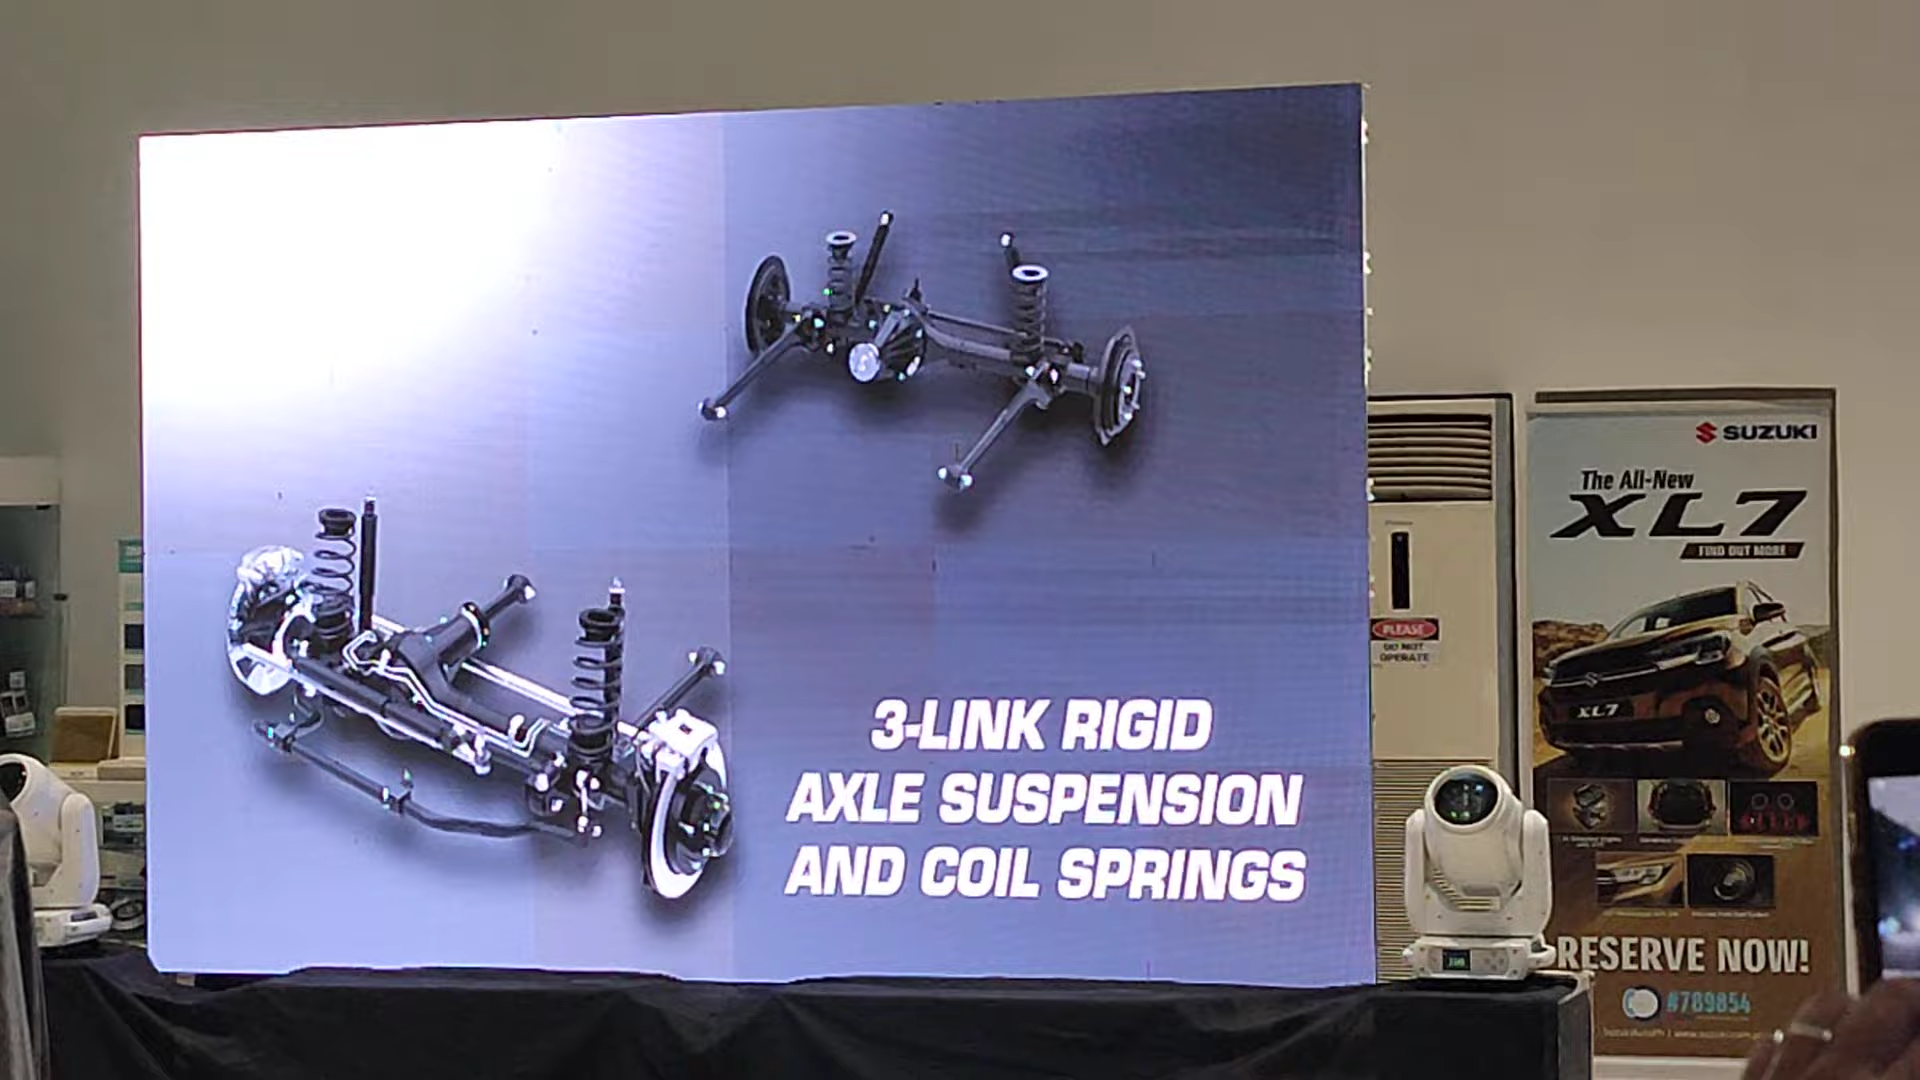 3-LINK RIGID
AXLE SUSPENSION
AND COIL SPRINGS
SUZUKI
The All-New
XL7
FIND OUT MORE
XL7
PLEASE
DO NOT
OPERATE
RESERVE NOW!
#789854